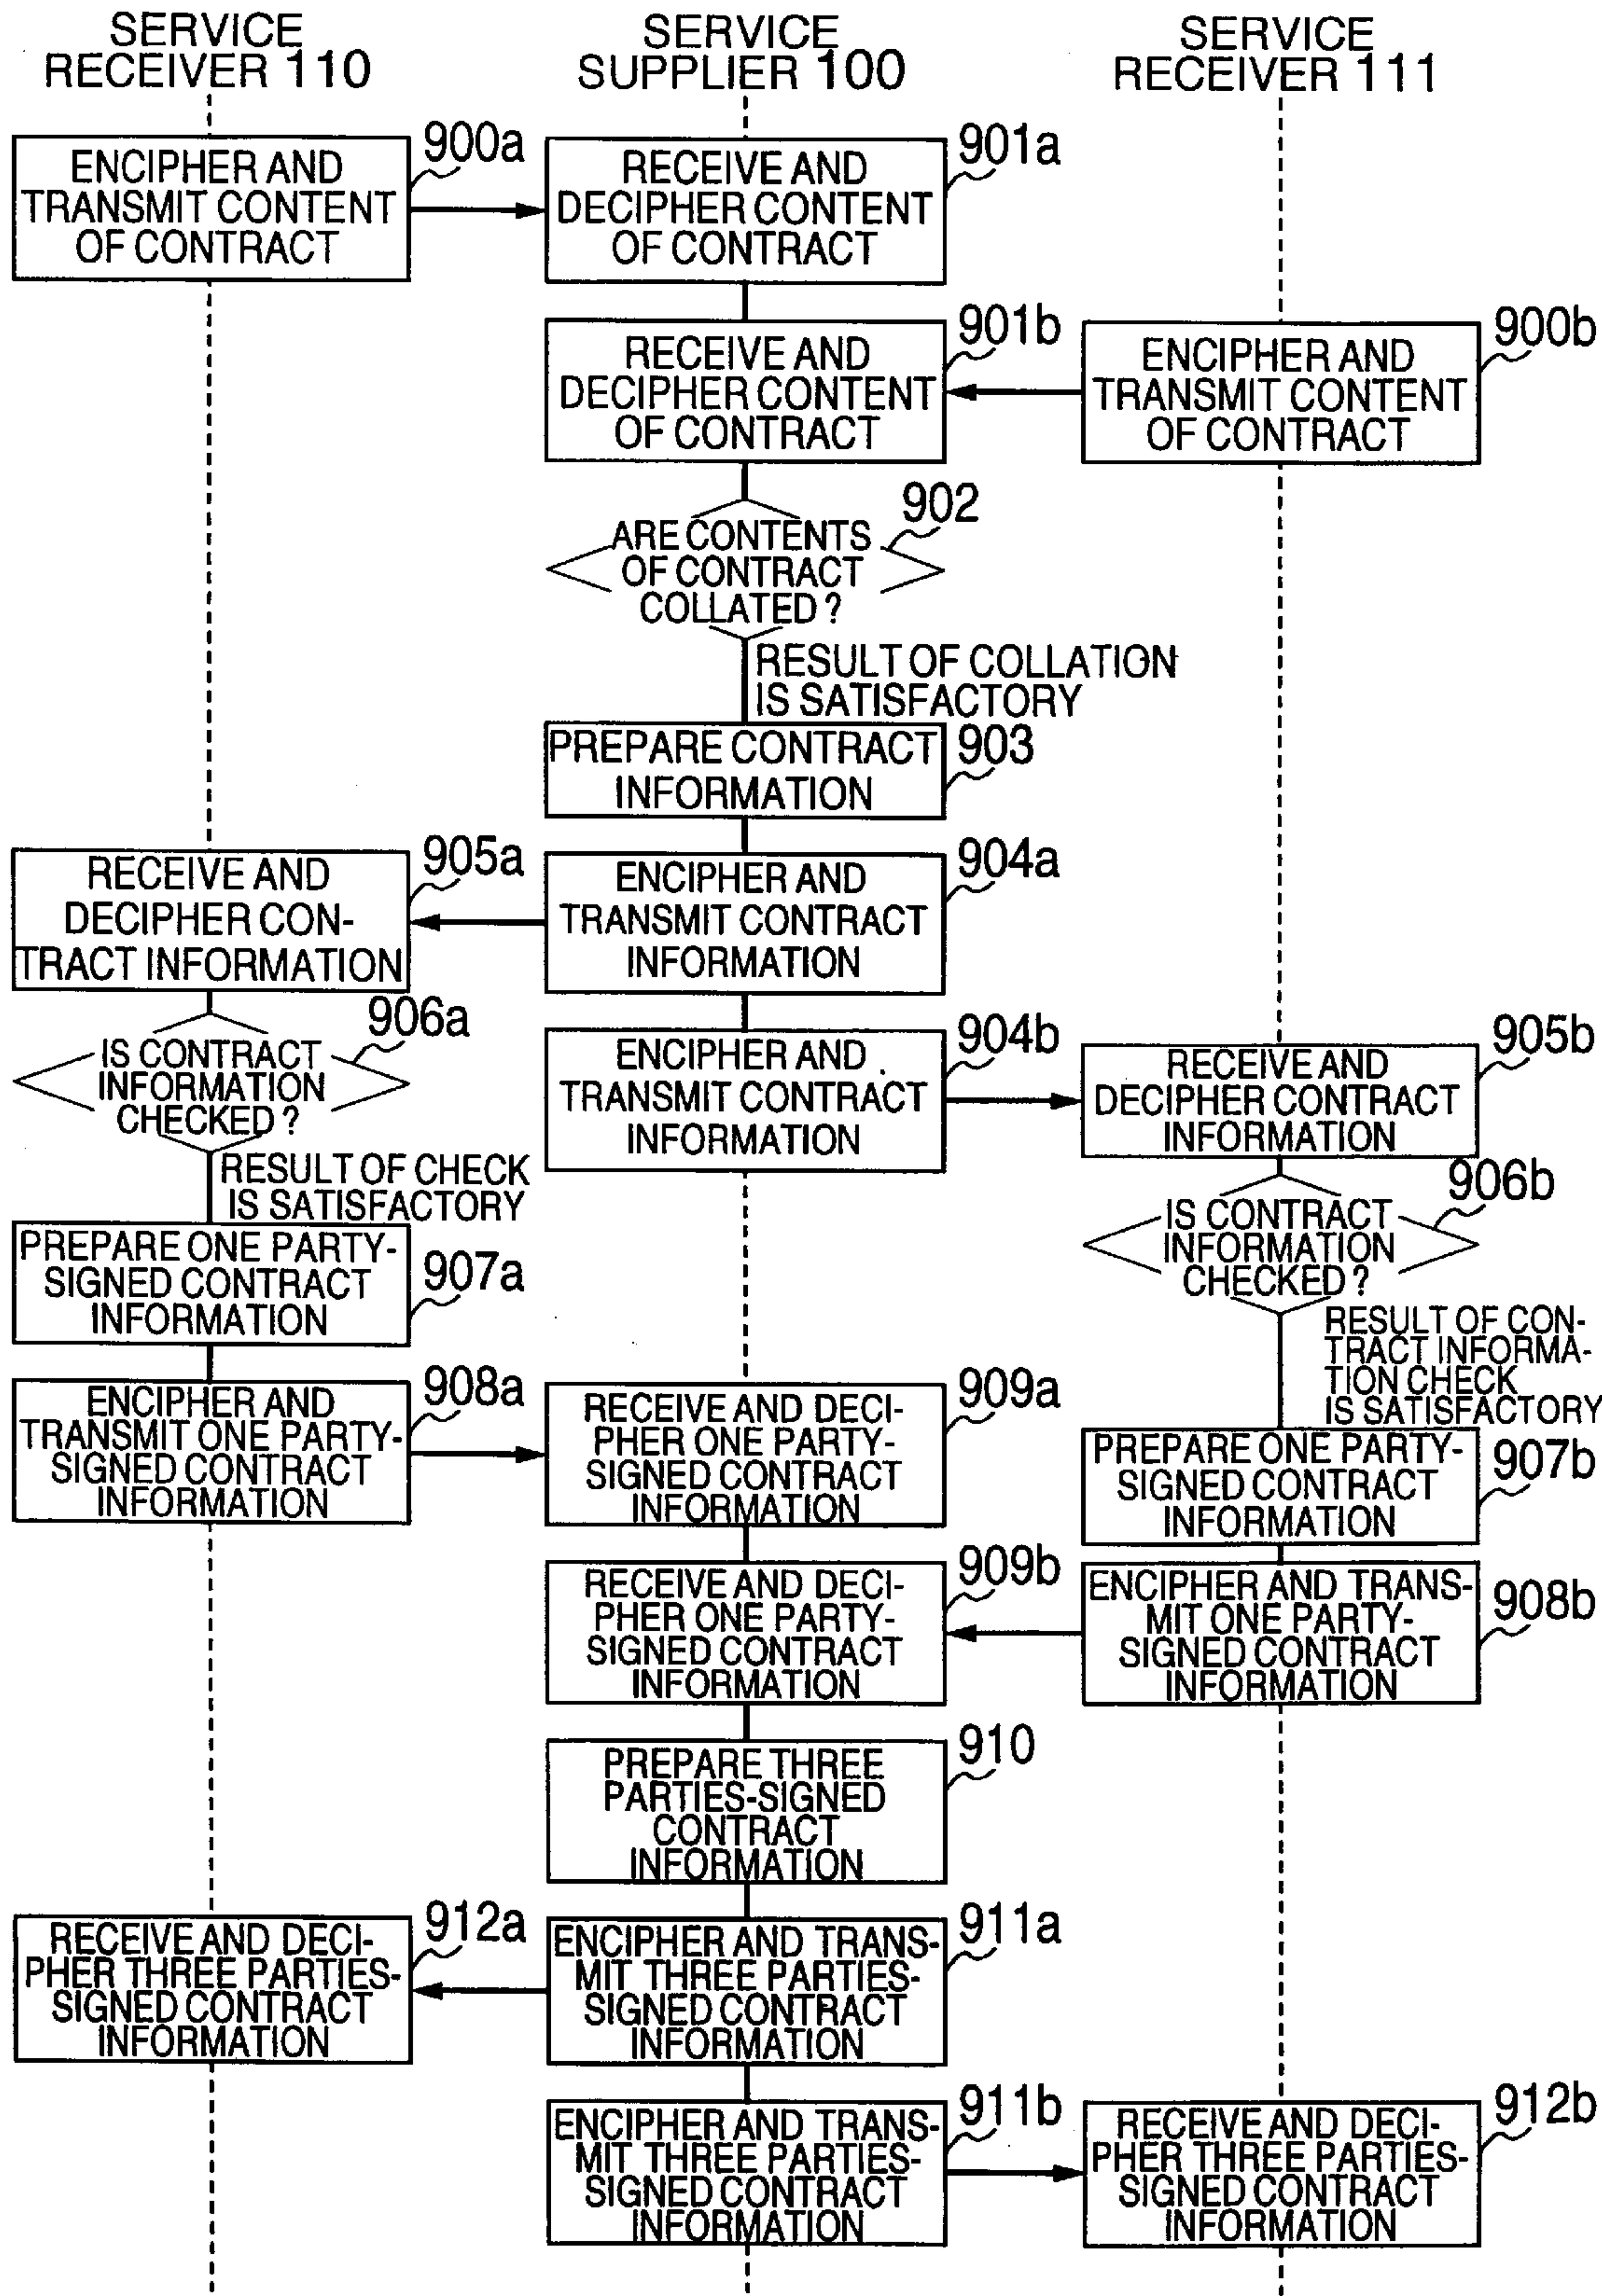 SERVICE
RECEIVER 110
SERVICE
SUPPLIER 100
SERVICE
RECEIVER 111
ENCIPHER AND
TRANSMIT CONTENT
OF CONTRACT
900a
RECEIVE AND
DECIPHER CONTENT
OF CONTRACT
901a
RECEIVE AND
DECIPHER CONTENT
OF CONTRACT
901b
ENCIPHER AND
TRANSMIT CONTENT
OF CONTRACT
900b
ARE CONTENTS
OF CONTRACT
COLLATED ?
902
RESULT OF COLLATION
IS SATISFACTORY
PREPARE CONTRACT
INFORMATION
903
RECEIVE AND
DECIPHER CON-
TRACT INFORMATION
905a
ENCIPHER AND
TRANSMIT CONTRACT
INFORMATION
904a
IS CONTRACT
INFORMATION
CHECKED ?
906a
ENCIPHER AND
TRANSMIT CONTRACT
INFORMATION
904b
RECEIVE AND
DECIPHER CONTRACT
INFORMATION
905b
RESULT OF CHECK
IS SATISFACTORY
IS CONTRACT
INFORMATION
CHECKED ?
906b
PREPARE ONE PARTY-
SIGNED CONTRACT
INFORMATION
907a
RESULT OF CON-
TRACT INFORMA-
TION CHECK
IS SATISFACTORY
ENCIPHER AND
TRANSMIT ONE PARTY-
SIGNED CONTRACT
INFORMATION
908a
RECEIVE AND DECI-
PHER ONE PARTY-
SIGNED CONTRACT
INFORMATION
909a
PREPARE ONE PARTY-
SIGNED CONTRACT
INFORMATION
907b
RECEIVE AND DECI-
PHER ONE PARTY-
SIGNED CONTRACT
INFORMATION
909b
ENCIPHER AND TRANS-
MIT ONE PARTY-
SIGNED CONTRACT
INFORMATION
908b
PREPARE THREE
PARTIES-SIGNED
CONTRACT
INFORMATION
910
RECEIVE AND DECI-
PHER THREE PARTIES-
SIGNED CONTRACT
INFORMATION
912a
ENCIPHER AND TRANS-
MIT THREE PARTIES-
SIGNED CONTRACT
INFORMATION
911a
ENCIPHER AND TRANS-
MIT THREE PARTIES-
SIGNED CONTRACT
INFORMATION
911b
RECEIVE AND DECI-
PHER THREE PARTIES-
SIGNED CONTRACT
INFORMATION
912b